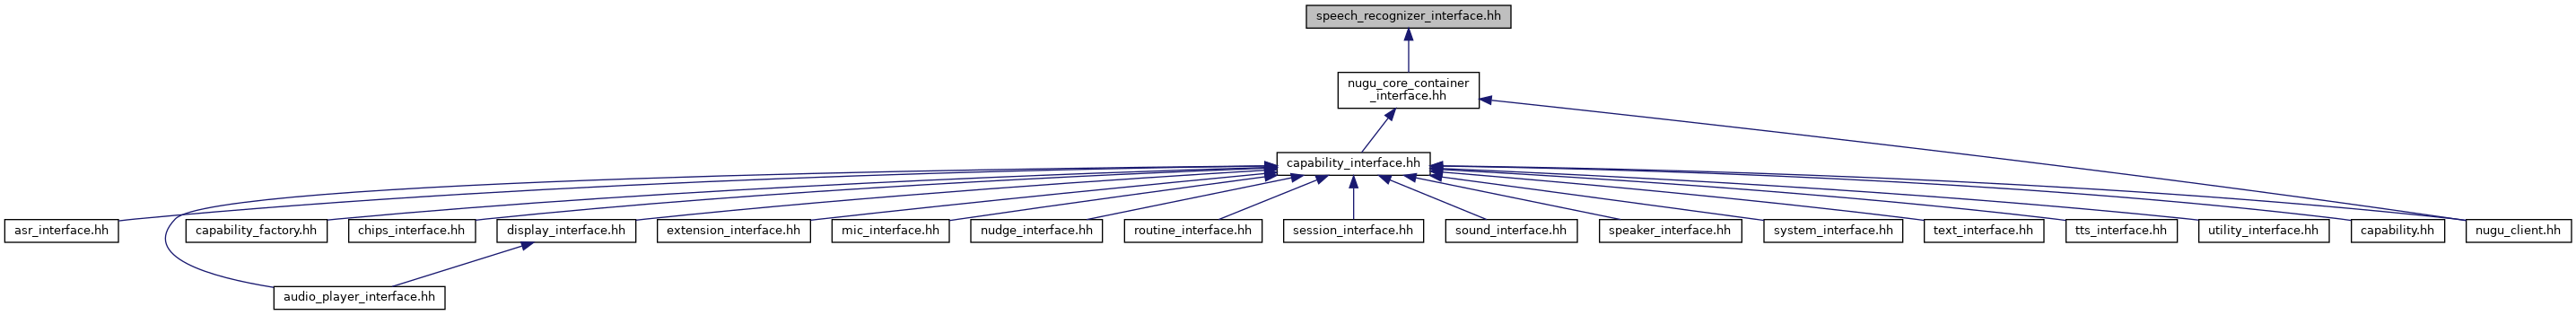 speech_recognizer_interface.hh
nugu_core_container
_interface.hh
capability_interface.hh
asr_interface.hh
capability_factory.hh
chips_interface.hh
display_interface.hh
extension_interface.hh
mic_interface.hh
nudge_interface.hh
routine_interface.hh
session_interface.hh
sound_interface.hh
speaker_interface.hh
system_interface.hh
text_interface.hh
tts_interface.hh
utility_interface.hh
capability.hh
nugu_client.hh
audio_player_interface.hh